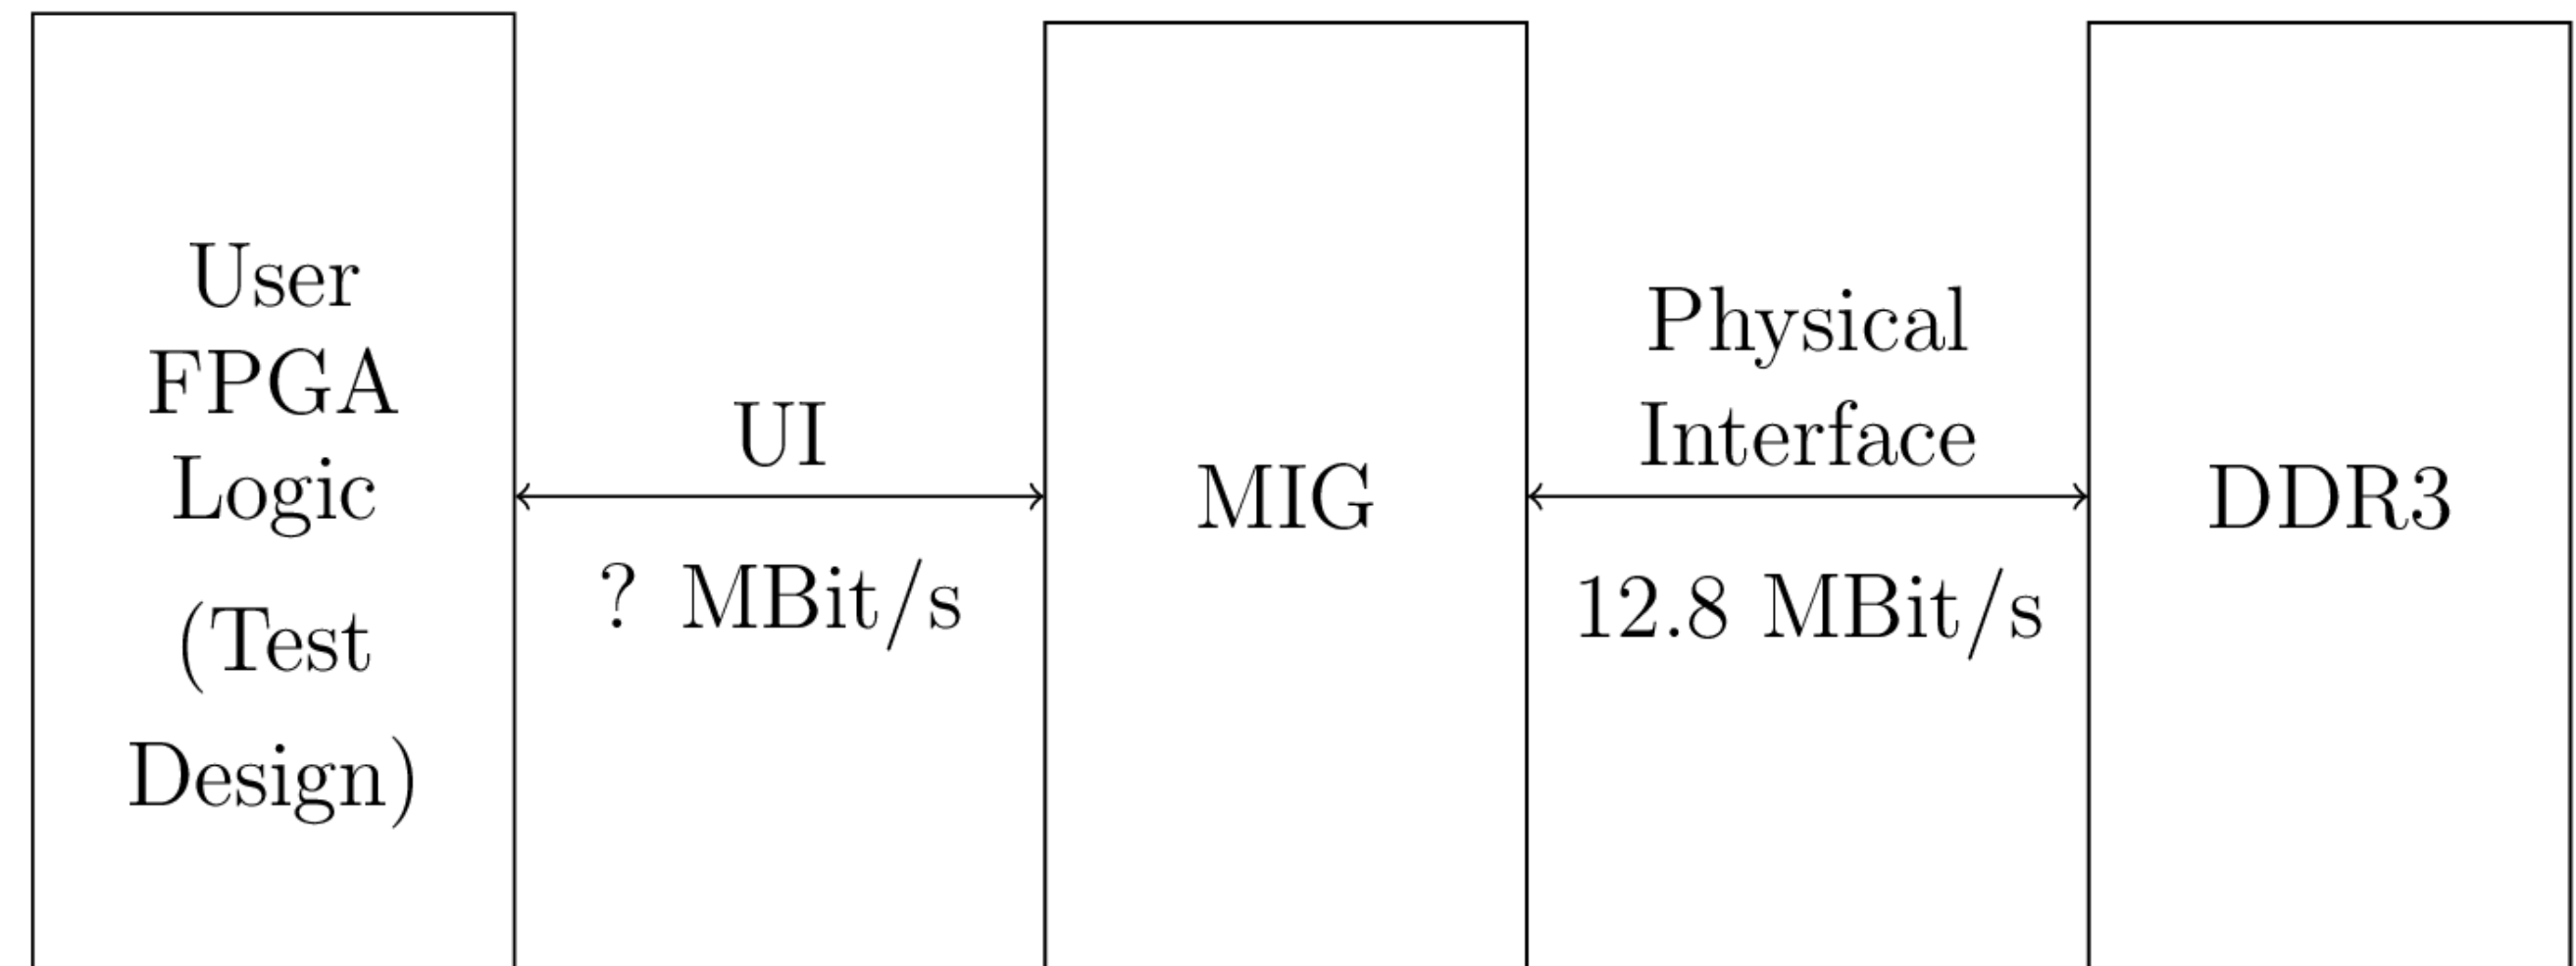 User
FPGA
Logic
(Test
Design)
UI
? MBit/s
MIG
Physical
Interface
12.8 MBit/s
DDR3